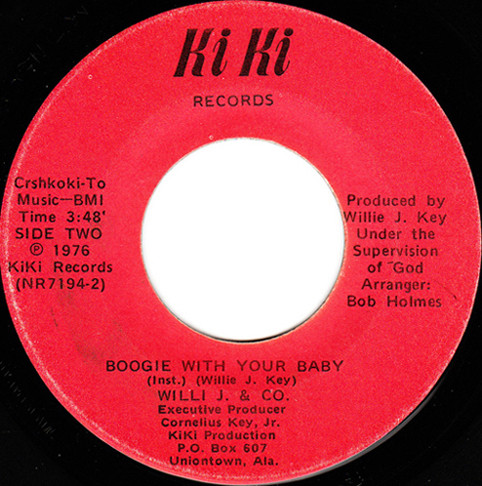 Ki Ki
RECORDS
Crshkoki-To
Music—BMI
Time 3:48'
SIDE TWO
℗ 1976
KiKi Records
(NR7194-2)
Produced by
Willie J. Key
Under the
Supervision
of God
Arranger:
Bob Holmes
BOOGIE WITH YOUR BABY
(Inst.) (Willie J. Key)
WILLI J. & CO.
Executive Producer
Cornelius Key, Jr.
KiKi Production
P.O. Box 607
Uniontown, Ala.